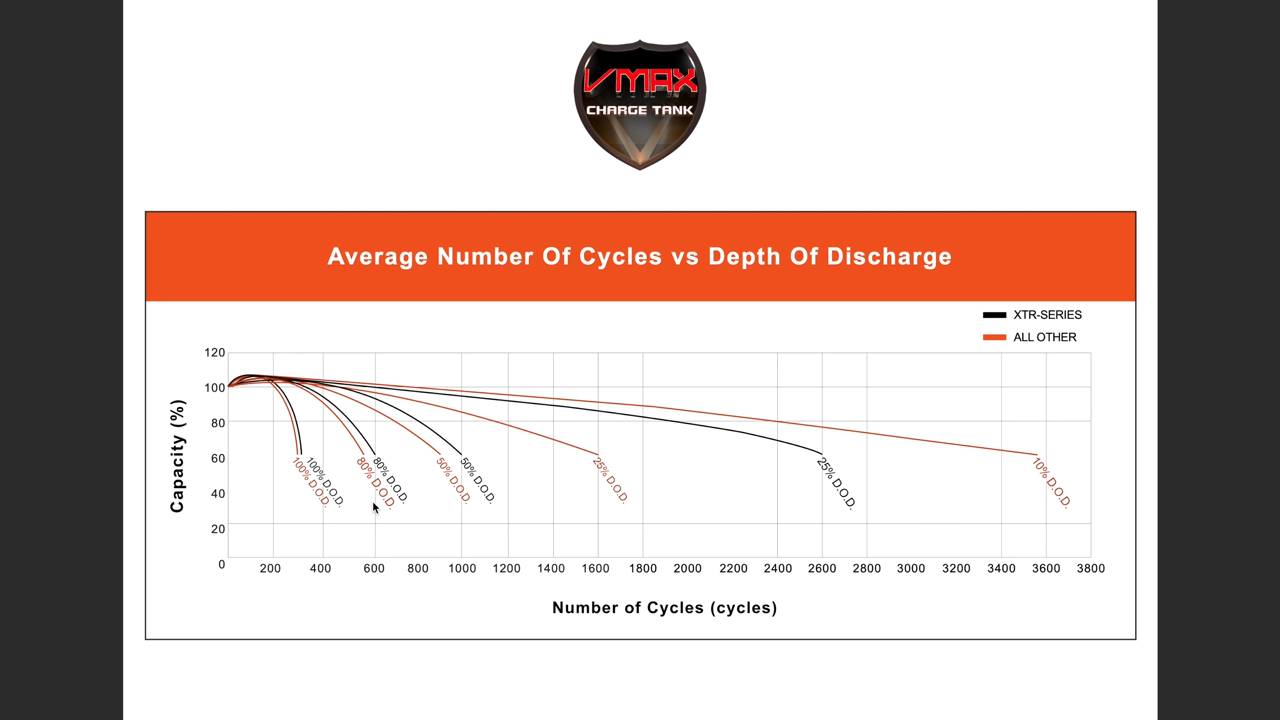 VMAX
CHARGE TANK
Average Number Of Cycles vs Depth Of Discharge
XTR-SERIES
ALL OTHER
Capacity (%)
120
100
80
60
40
20
0
100% D.O.D.
100% D.O.D.
80% D.O.D.
80% D.O.D.
50% D.O.D.
50% D.O.D.
25% D.O.D.
25% D.O.D.
10% D.O.D.
200 400 600 800 1000 1200 1400 1600 1800 2000 2200 2400 2600 2800 3000 3200 3400 3600 3800
Number of Cycles (cycles)